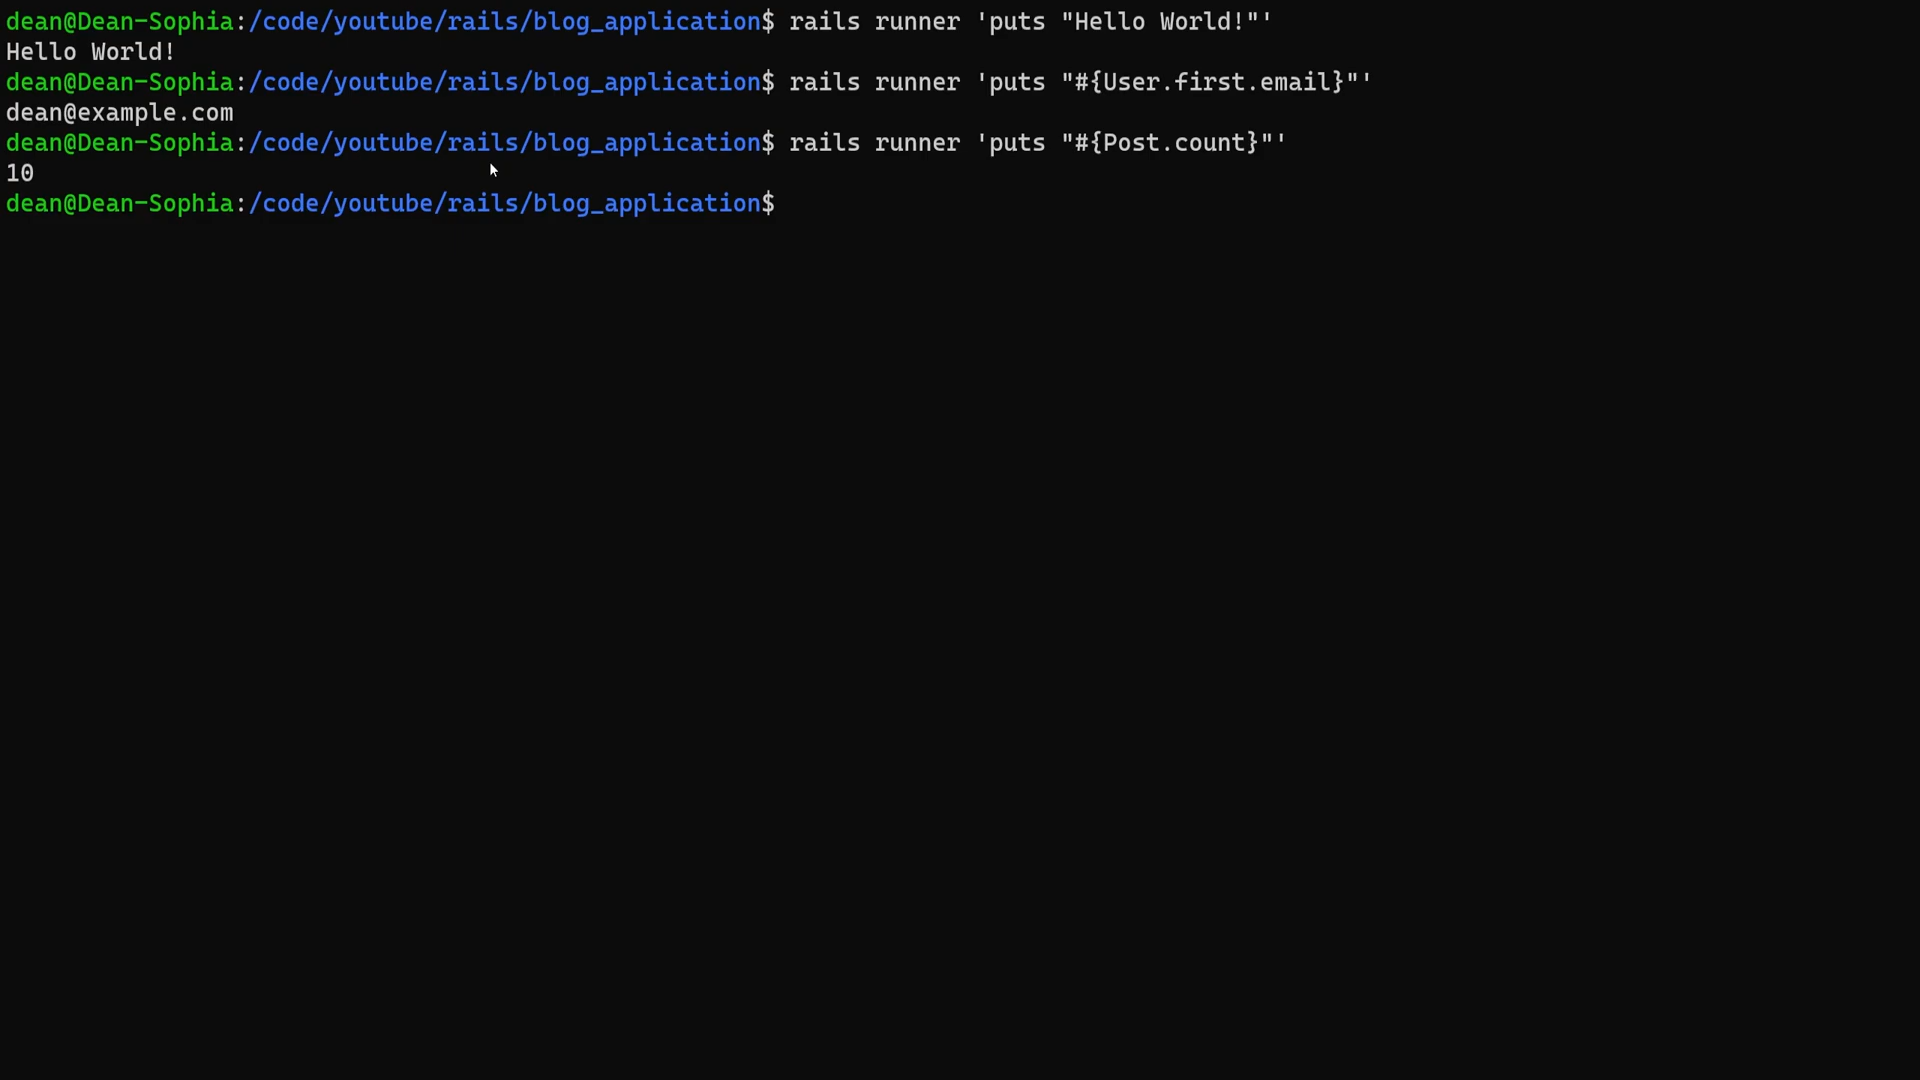 dean@Dean-Sophia:/code/youtube/rails/blog_application$ rails runner 'puts "Hello World!"'
Hello World!
dean@Dean-Sophia:/code/youtube/rails/blog_application$ rails runner 'puts "#{User.first.email}"'
dean@example.com
dean@Dean-Sophia:/code/youtube/rails/blog_application$ rails runner 'puts "#{Post.count}"'
10
dean@Dean-Sophia:/code/youtube/rails/blog_application$